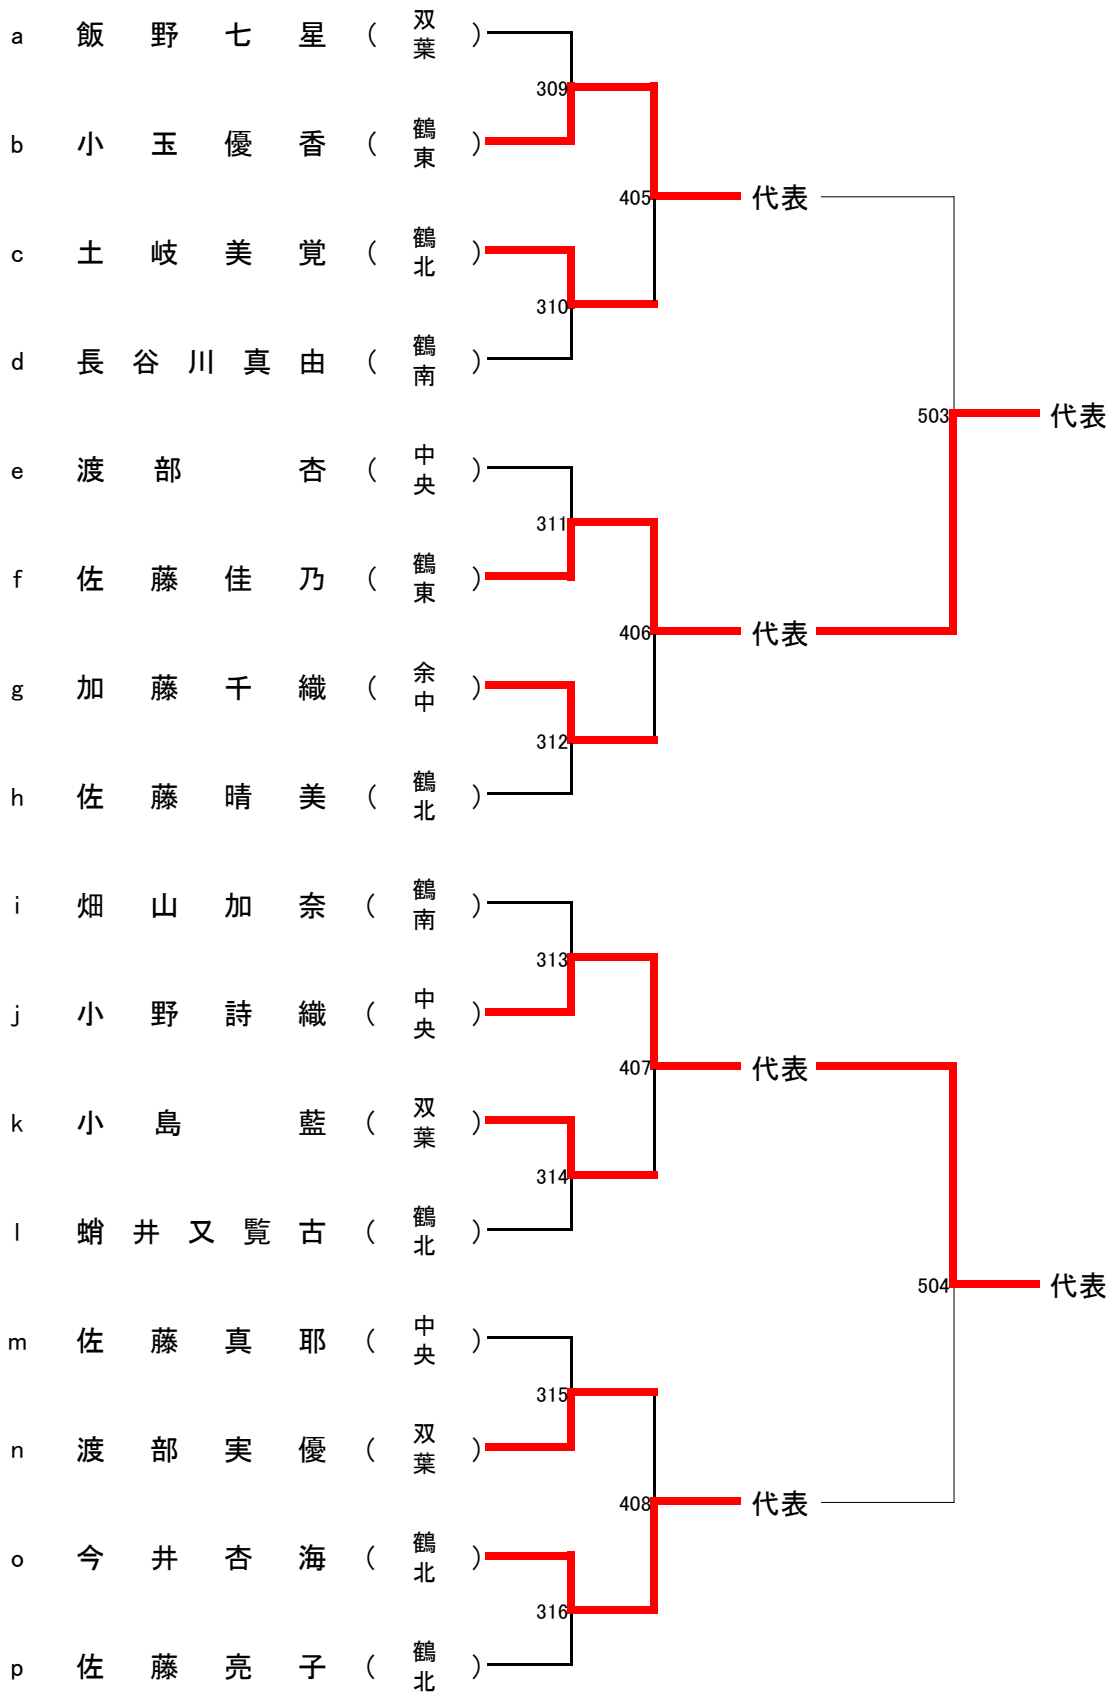 a 飯野七星 (双葉)
309
b 小玉優香 (鶴東)
405 代表
c 土岐美覚 (鶴北)
310
d 長谷川真由 (鶴南)
503 代表
e 渡部 杏 (中央)
311
f 佐藤佳乃 (鶴東)
406 代表
g 加藤千織 (余中)
312
h 佐藤晴美 (鶴北)
i 畑山加奈 (鶴南)
313
j 小野詩織 (中央)
407 代表
k 小島 藍 (双葉)
314
l 蛸井又覧古 (鶴北)
504 代表
m 佐藤真耶 (中央)
315
n 渡部実優 (双葉)
408 代表
o 今井杏海 (鶴北)
316
p 佐藤亮子 (鶴北)